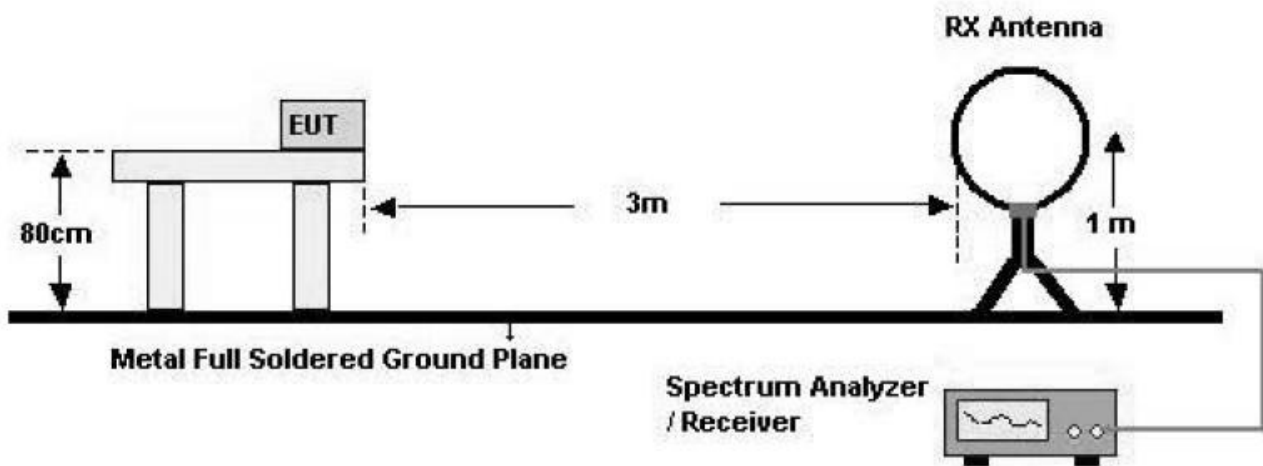 RX Antenna
EUT
80cm
3m
1 m
Metal Full Soldered Ground Plane
Spectrum Analyzer
/ Receiver